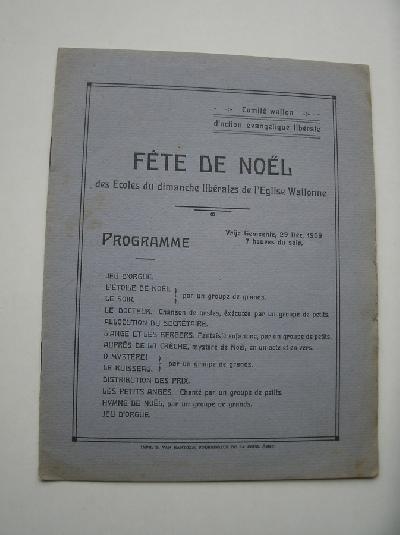 Comité wallon
d'action évangélique libérale
FÊTE DE NOËL
des Ecoles du dimanche libérales de l'Eglise Wallonne
PROGRAMME
Vrije Gemeente, 29 Déc. 1909
7 heures du soir.
JEU D'ORGUE.
L'ÉTOILE DE NOËL
LE SOIR
par un groupe de grands.
LE DOCTEUR. Chanson de gestes, exécutée par un groupe de petits.
ALLOCUTION DU SECRÉTAIRE.
L'ANGE ET LES BERGERS. Fantaisie enfantine, par un groupe de petits.
AUPRÈS DE LA CRÈCHE, mystère de Noël, en un acte et en vers.
O MYSTÈRE!
LE RUISSEAU
par un groupe de grands.
DISTRIBUTION DES PRIX.
LES PETITS ANGES. Chanté par un groupe de petits.
HYMNE DE NOËL, par un groupe de grands.
JEU D'ORGUE